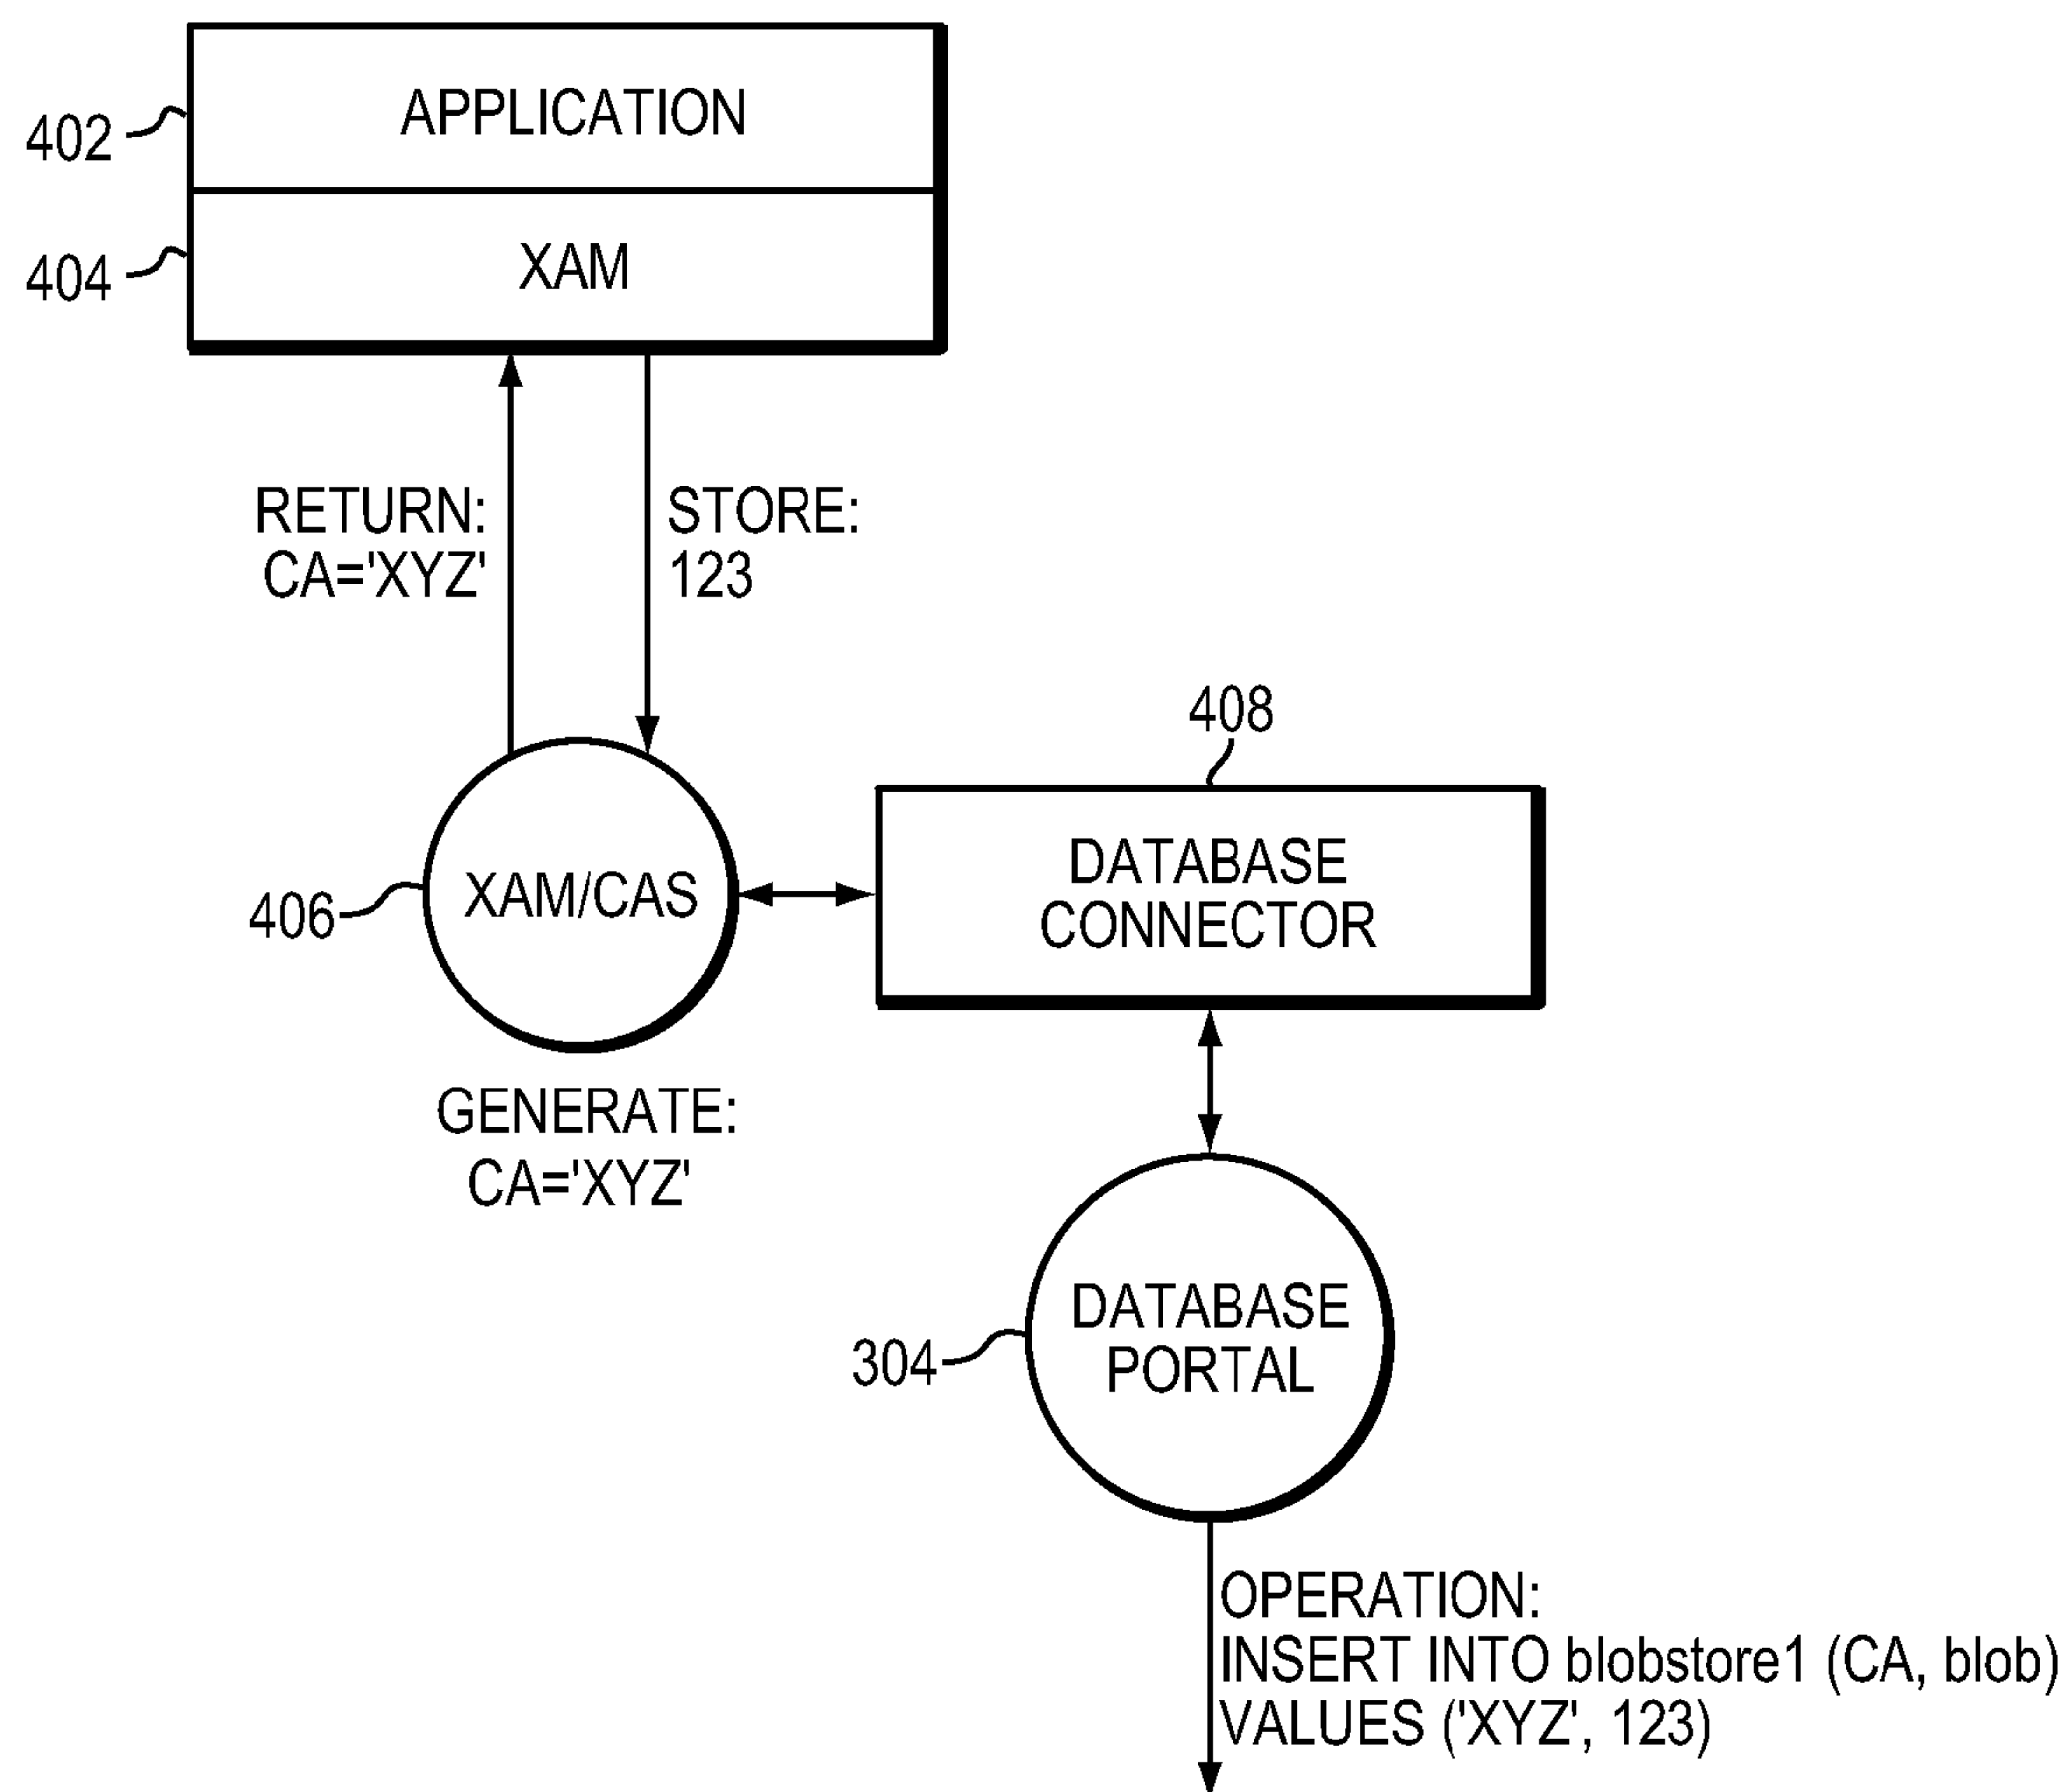 APPLICATION
402
XAM
404
RETURN:
CA='XYZ'
STORE:
123
408
DATABASE
CONNECTOR
XAM/CAS
406
GENERATE:
CA='XYZ'
DATABASE
PORTAL
304
OPERATION:
INSERT INTO blobstore1 (CA, blob)
VALUES ('XYZ', 123)